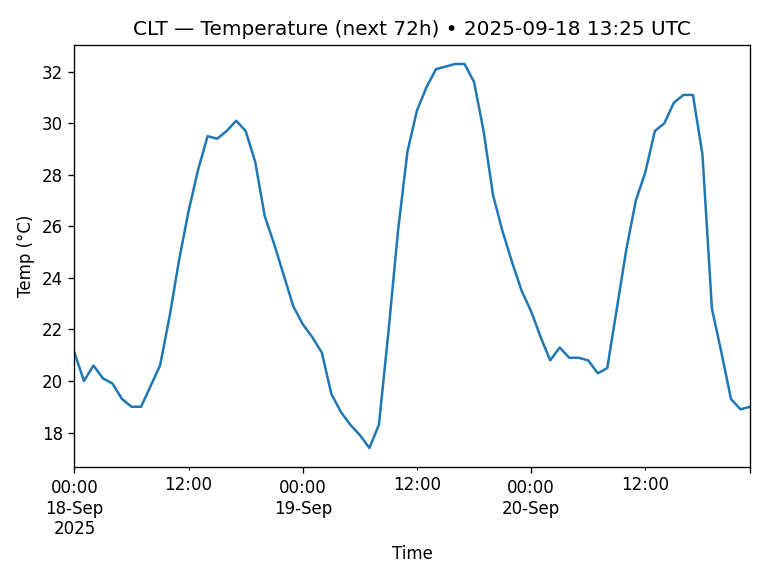 CLT — Temperature (next 72h) • 2025-09-18 13:25 UTC
Temp (°C)
32
30
28
26
24
22
20
18
00:00 12:00 00:00 12:00 00:00 12:00
18-Sep 19-Sep 20-Sep
2025
Time